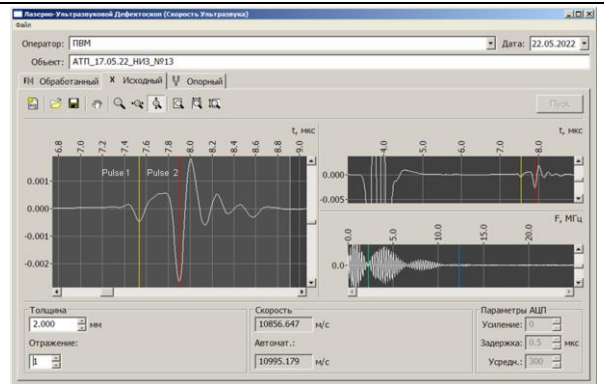 Лазерно-Ультразвуковой Дефектоскоп (Скорость Ультразвука)
Файл
Оператор: ПВМ Дата: 22.05.2022
Объект: АТП_17.05.22_НИЗ_№13
Обработанный X Исходный Опорный
Пуск
t, мкс
6.8 7.0 7.2 7.4 7.6 7.8 8.0 8.2 8.4 8.6 8.8 9.0
Pulse 1 Pulse 2
0.001
0.000
-0.001
-0.002
t, мкс
4.0 5.0 6.0 7.0 8.0
0.000
-0.005
F, МГц
0.0 5.0 10.0 15.0 20.0
0.0
Толщина Скорость Параметры АЦП
2.000 мм 10856.647 м/с Усиление: 0
Отражение: Автомат.: Задержка: 0.5 мкс
1 10995.179 м/с Усредн.: 300